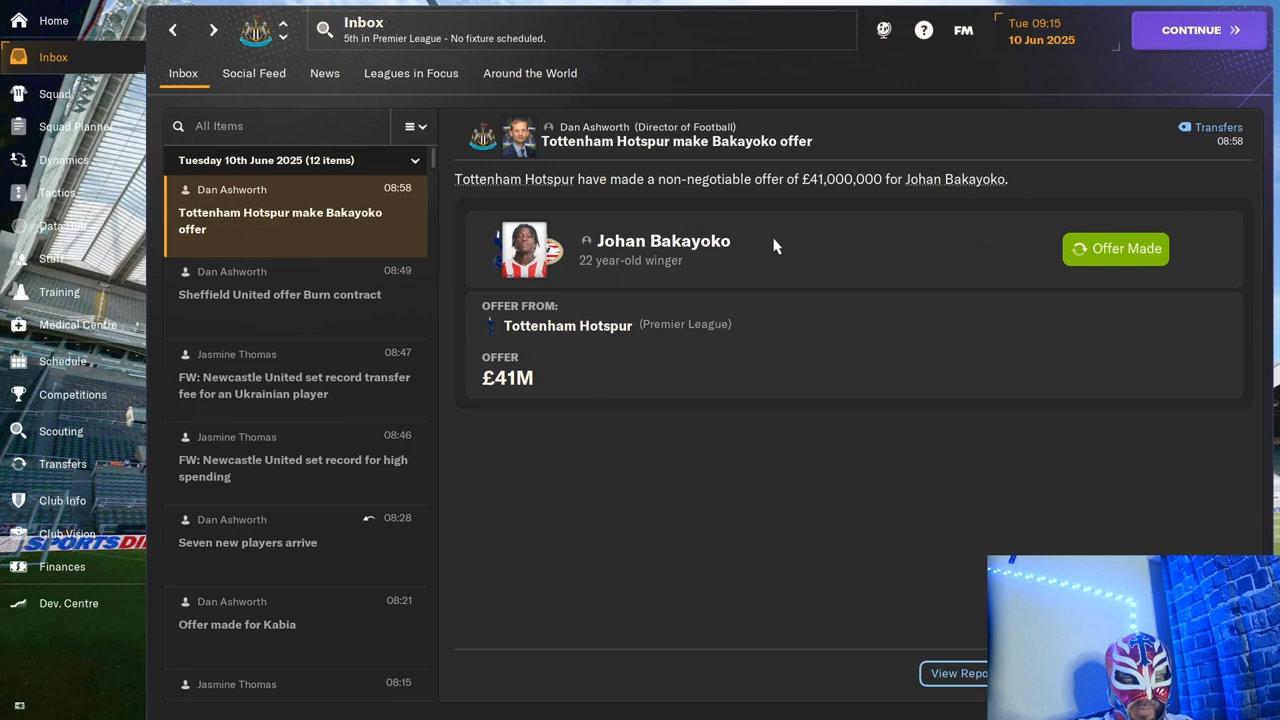 Home
Inbox
Squad
Squad Planner
Dynamics
Tactics
Data Hub
Staff
Training
Medical Centre
Schedule
Competitions
Scouting
Transfers
Club Info
Club Vision
SPORTSDI
Finances
Dev. Centre
Inbox
5th in Premier League - No fixture scheduled.
?
FM
Tue 09:15
10 Jun 2025
CONTINUE
Inbox
Social Feed
News
Leagues in Focus
Around the World
All Items
Tuesday 10th June 2025 (12 items)
Dan Ashworth 08:58
Tottenham Hotspur make Bakayoko
offer
Dan Ashworth 08:49
Sheffield United offer Burn contract
Jasmine Thomas 08:47
FW: Newcastle United set record transfer
fee for an Ukrainian player
Jasmine Thomas 08:46
FW: Newcastle United set record for high
spending
Dan Ashworth 08:28
Seven new players arrive
Dan Ashworth 08:21
Offer made for Kabia
Jasmine Thomas 08:15
Dan Ashworth (Director of Football)
Tottenham Hotspur make Bakayoko offer
Transfers
08:58
Tottenham Hotspur have made a non-negotiable offer of £41,000,000 for Johan Bakayoko.
Johan Bakayoko
22 year-old winger
Offer Made
OFFER FROM:
Tottenham Hotspur (Premier League)
OFFER
£41M
View Repo